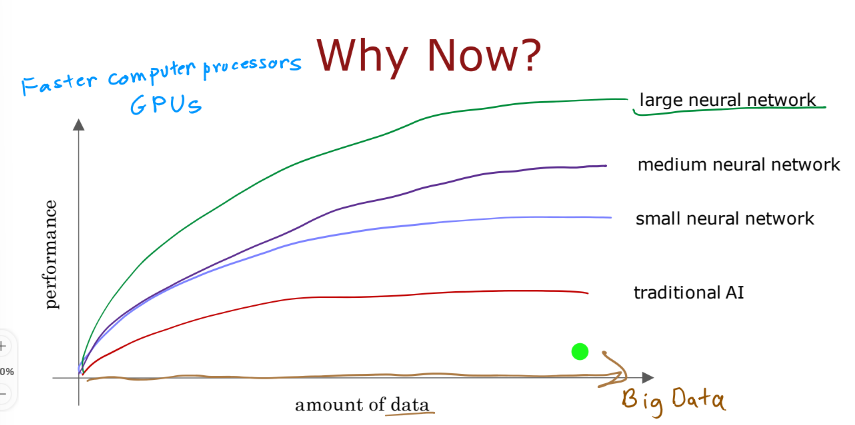 Why Now?
Faster computer processors
GPUs
large neural network
medium neural network
small neural network
traditional AI
performance
amount of data
Big Data
+
0%
−